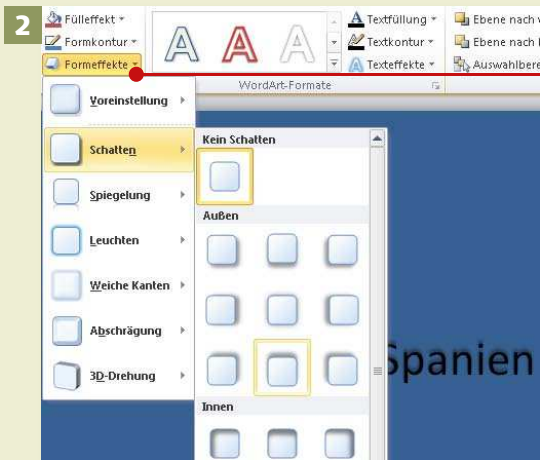 2
Fülleffekt
Textfüllung
Ebene nach v
Formkontur
Textkontur
Ebene nach
Formeffekte
Texteffekte
Auswahlbere
WordArt-Formate
Voreinstellung
Schatten
Spiegelung
Leuchten
Weiche Kanten
Abschrägung
3D-Drehung
Kein Schatten
Außen
Innen
Spanien